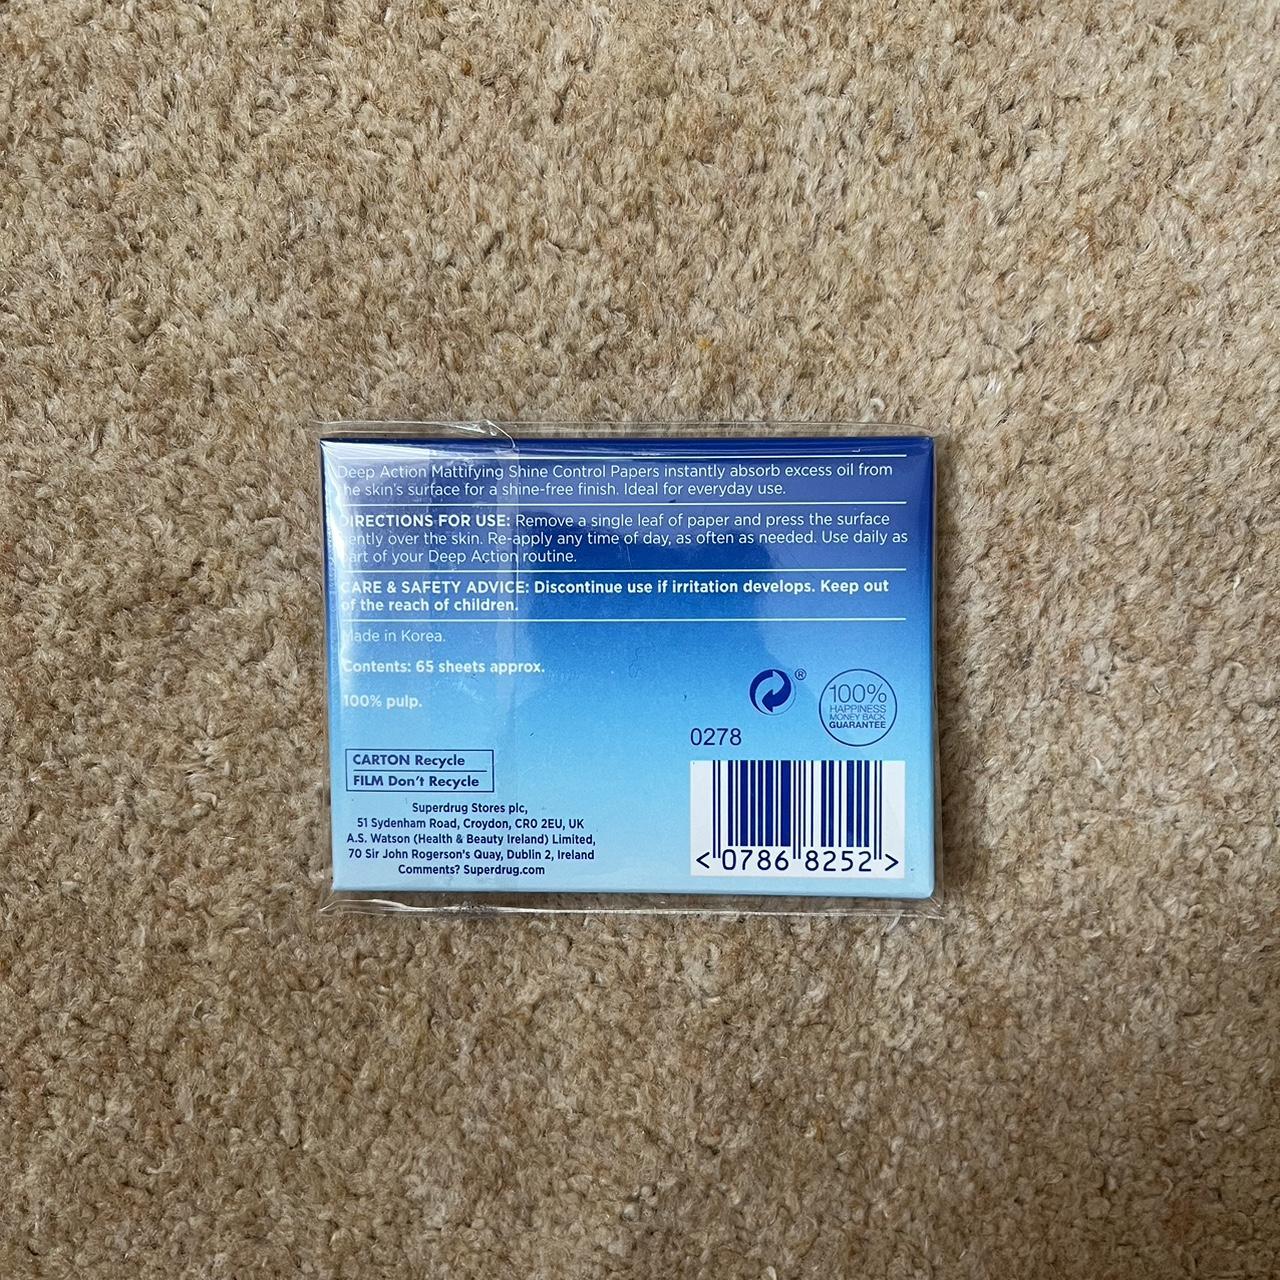 Deep Action Mattifying Shine Control Papers instantly absorb excess oil from
the skin's surface for a shine-free finish. Ideal for everyday use.
DIRECTIONS FOR USE: Remove a single leaf of paper and press the surface
gently over the skin. Re-apply any time of day, as often as needed. Use daily as
part of your Deep Action routine.
CARE & SAFETY ADVICE: Discontinue use if irritation develops. Keep out
of the reach of children.
Made in Korea.
Contents: 65 sheets approx.
100% pulp.
®
100%
HAPPINESS
MONEY BACK
GUARANTEE
0278
CARTON Recycle
FILM Don't Recycle
Superdrug Stores plc,
51 Sydenham Road, Croydon, CR0 2EU, UK
A.S. Watson (Health & Beauty Ireland) Limited,
70 Sir John Rogerson's Quay, Dublin 2, Ireland
Comments? Superdrug.com
<0786 8252>